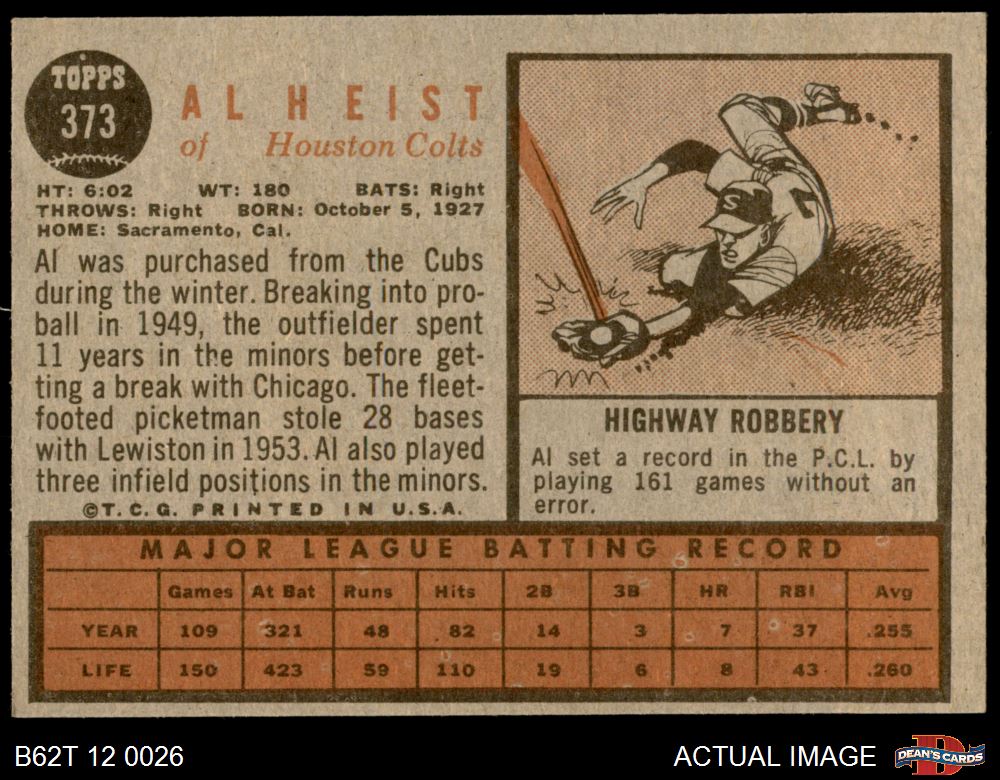 TOPPS
373
AL HEIST
of Houston Colts
HT: 6:02 WT: 180 BATS: Right
THROWS: Right BORN: October 5, 1927
HOME: Sacramento, Cal.
Al was purchased from the Cubs
during the winter. Breaking into pro-
ball in 1949, the outfielder spent
11 years in the minors before get-
ting a break with Chicago. The fleet-
footed picketman stole 28 bases
with Lewiston in 1953. Al also played
three infield positions in the minors.
©T.C.G. PRINTED IN U.S.A.
S
HIGHWAY ROBBERY
Al set a record in the P.C.L. by
playing 161 games without an
error.
MAJOR LEAGUE BATTING RECORD
Games At Bat Runs Hits 2B 3B HR RBI Avg
YEAR 109 321 48 82 14 3 7 37 .255
LIFE 150 423 59 110 19 6 8 43 .260
B62T 12 0026
ACTUAL IMAGE
D
DEAN'S CARDS